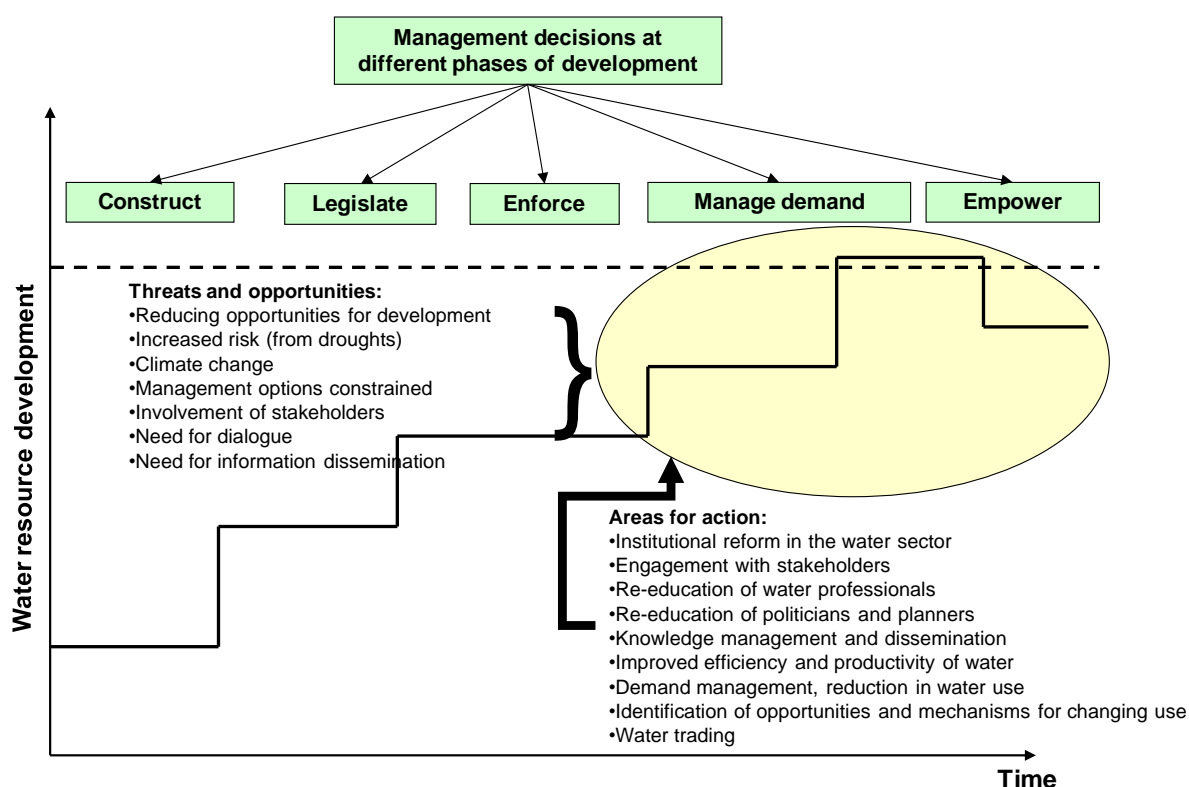 Management decisions at
different phases of development
Construct
Legislate
Enforce
Manage demand
Empower
Water resource development
Threats and opportunities:
•Reducing opportunities for development
•Increased risk (from droughts)
•Climate change
•Management options constrained
•Involvement of stakeholders
•Need for dialogue
•Need for information dissemination
Areas for action:
•Institutional reform in the water sector
•Engagement with stakeholders
•Re-education of water professionals
•Re-education of politicians and planners
•Knowledge management and dissemination
•Improved efficiency and productivity of water
•Demand management, reduction in water use
•Identification of opportunities and mechanisms for changing use
•Water trading
Time